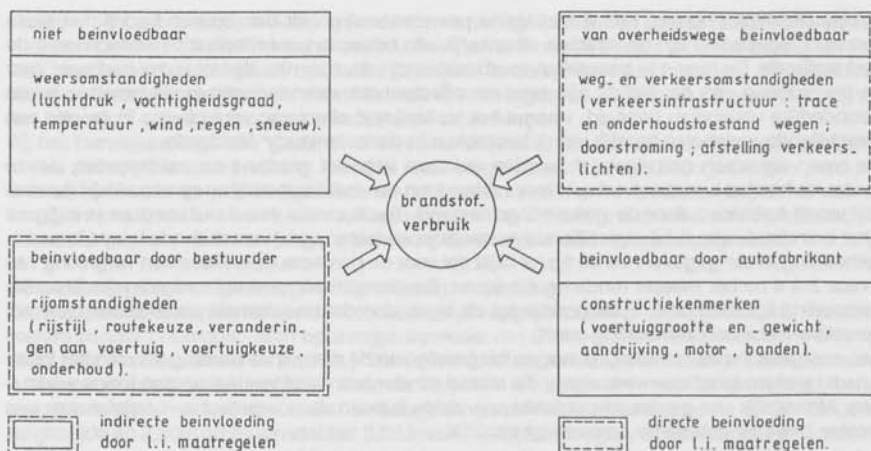 niet beinvloedbaar
weersomstandigheden
(luchtdruk, vochtigheidsgraad,
temperatuur, wind, regen, sneeuw).
van overheidswege beinvloedbaar
weg- en verkeersomstandigheden
(verkeersinfrastructuur : trace
onderhoudstoestand wegen ;
doorstroming ; afstelling verkeers-
lichten).
brandstof-
verbruik
beinvloedbaar door bestuurder
rijomstandigheden
(rijstijl, routekeuze, veranderin-
gen aan voertuig, voertuigkeuze,
onderhoud).
beinvloedbaar door autofabrikant
constructiekenmerken
(voertuiggrootte en - gewicht,
aandrijving, motor, banden).
indirecte beinvloeding
door l.i. maatregelen
directe beinvloeding
door l.i. maatregelen.